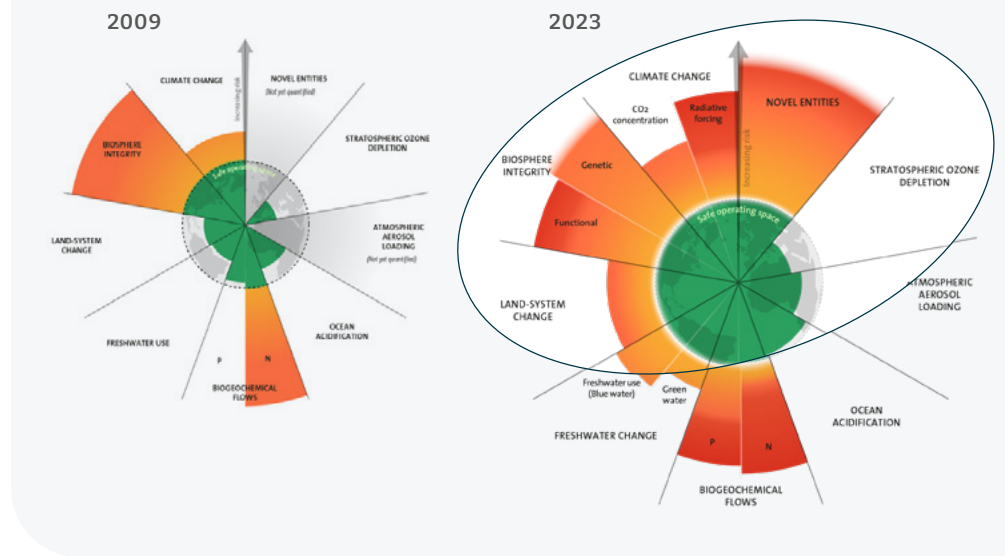 2009
CLIMATE CHANGE
NOVEL ENTITIES
(Not yet quantified)
Increasing risk
STRATOSPHERIC OZONE
DEPLETION
BIOSPHERE
INTEGRITY
Safe operating space
ATMOSPHERIC
AEROSOL
LOADING
(Not yet quantified)
LAND-SYSTEM
CHANGE
OCEAN
ACIDIFICATION
FRESHWATER USE
P
N
BIOGEOCHEMICAL
FLOWS
2023
CLIMATE CHANGE
CO2
concentration
Radiative
forcing
NOVEL ENTITIES
Increasing risk
BIOSPHERE
INTEGRITY
Genetic
STRATOSPHERIC OZONE
DEPLETION
Functional
Safe operating space
LAND-SYSTEM
CHANGE
ATMOSPHERIC
AEROSOL
LOADING
Freshwater use
(Blue water)
Green
water
FRESHWATER CHANGE
OCEAN
ACIDIFICATION
P
N
BIOGEOCHEMICAL
FLOWS